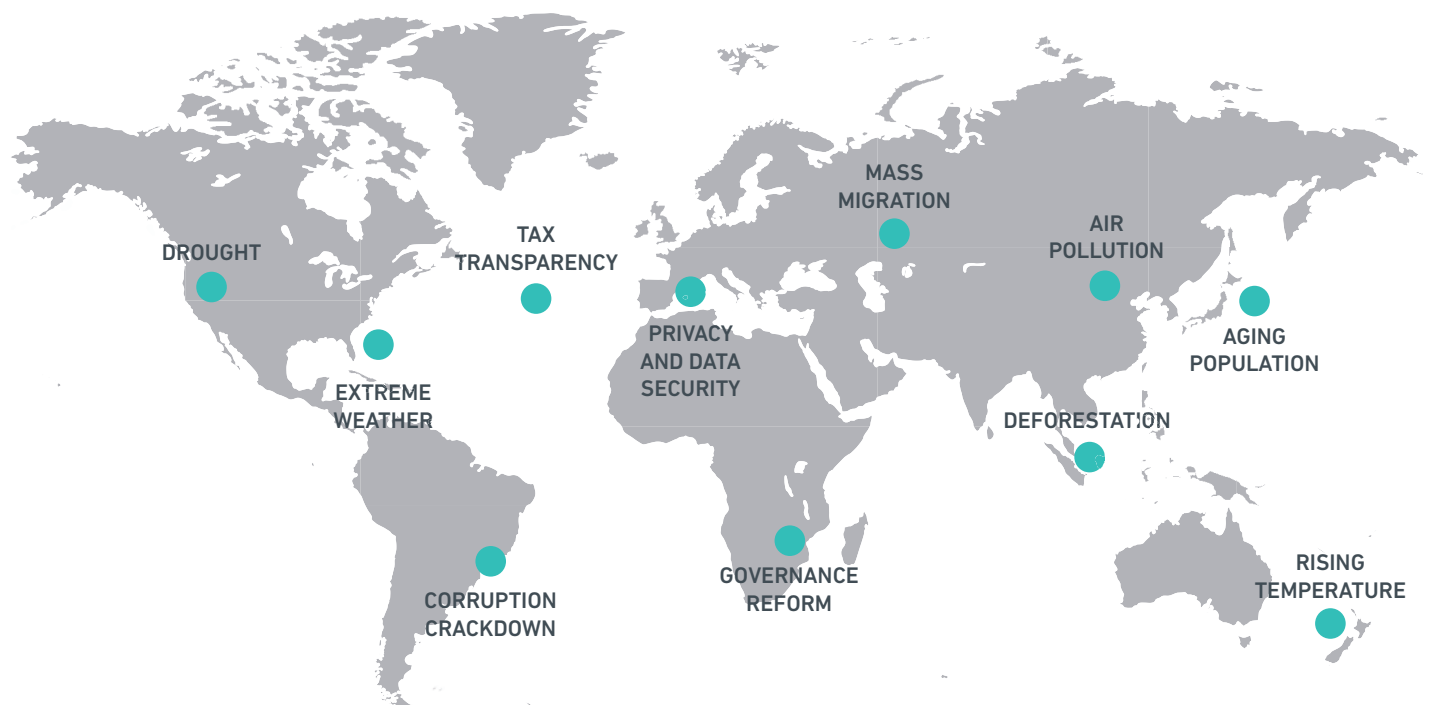 MASS
MIGRATION
AIR
POLLUTION
TAX
TRANSPARENCY
DROUGHT
PRIVACY
AND DATA
SECURITY
AGING
POPULATION
EXTREME
WEATHER
DEFORESTATION
RISING
TEMPERATURE
GOVERNANCE
REFORM
CORRUPTION
CRACKDOWN